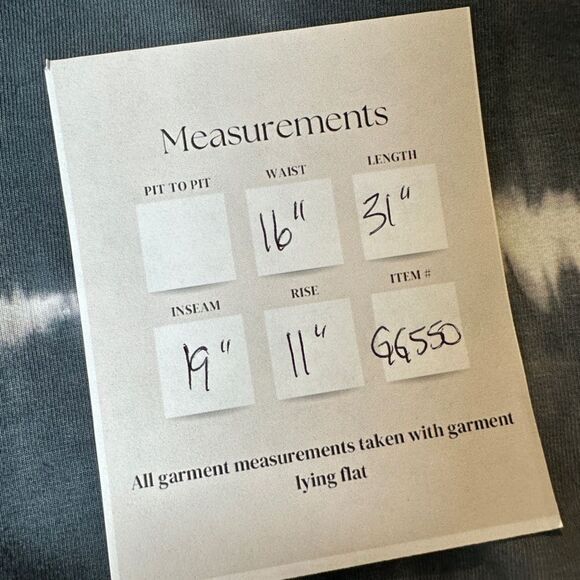 Measurements
PIT TO PIT WAIST LENGTH
16" 31"
INSEAM RISE ITEM #
19" 11" GG550
All garment measurements taken with garment
lying flat